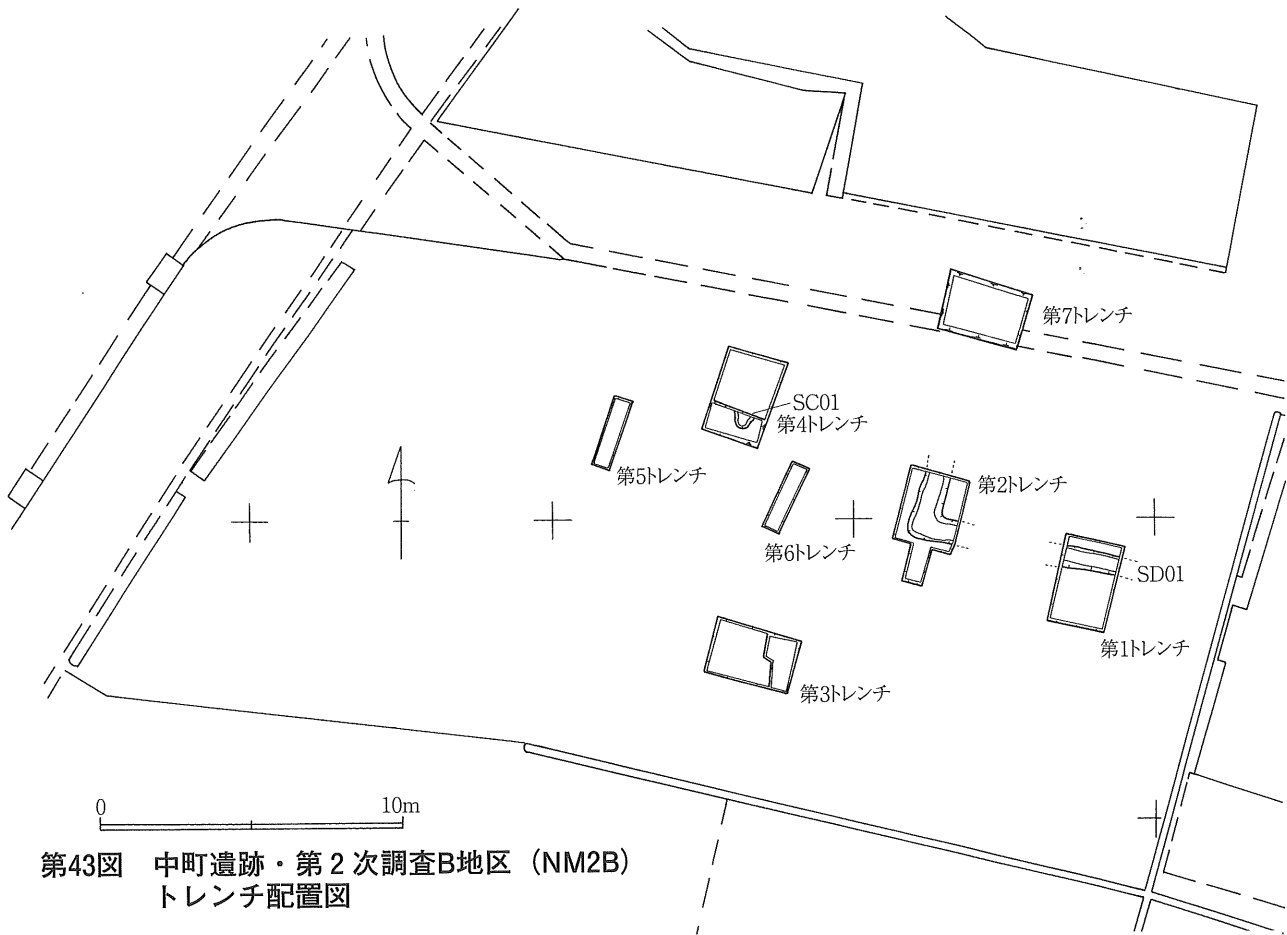 第7トレンチ
SC01
第4トレンチ
第5トレンチ
第2トレンチ
第6トレンチ
SD01
第1トレンチ
第3トレンチ
0 10m
第43図 中町遺跡・第2次調査B地区(NM2B)
トレンチ配置図